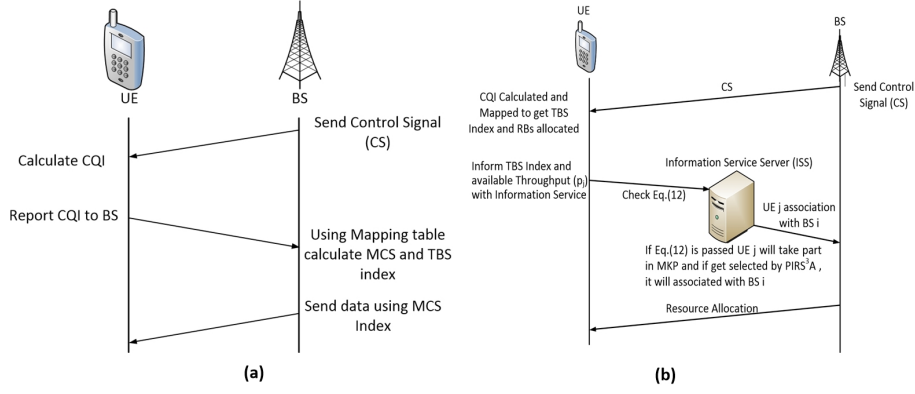 UE
BS
Send Control Signal
(CS)
Calculate CQI
Report CQI to BS
Using Mapping table
calculate MCS and TBS
index
Send data using MCS
Index
(a)
UE
BS
CS
Send Control
Signal (CS)
CQI Calculated and
Mapped to get TBS
Index and RBs allocated
Inform TBS Index and
available Throughput (pj)
with Information Service
Information Service Server (ISS)
Check Eq.(12)
UE j association
with BS i
If Eq.(12) is passed UE j will take part
in MKP and if get selected by PIRS³A ,
it will associated with BS i
Resource Allocation
(b)